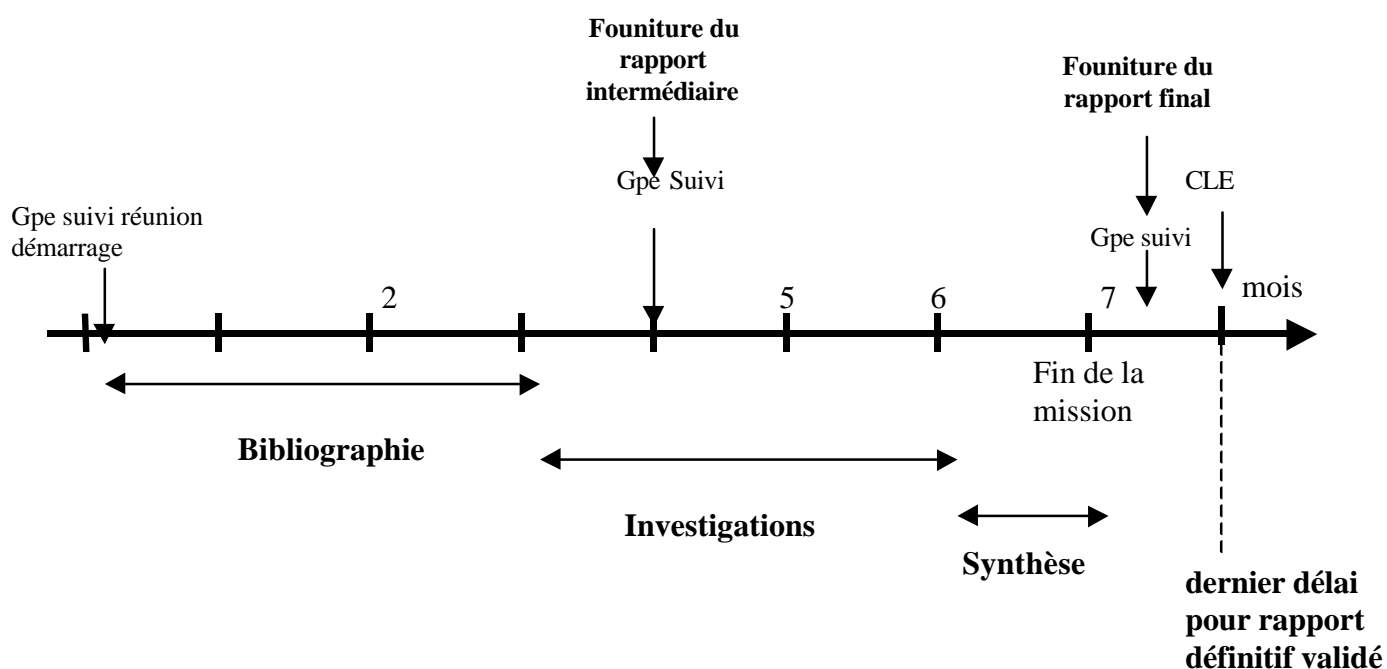 Founiture du
rapport
intermédiaire
Founiture du
rapport final
Gpe Suivi
CLE
Gpe suivi réunion
démarrage
Gpe suivi
2
5
6
7
mois
Fin de la
mission
Bibliographie
Investigations
Synthèse
dernier délai
pour rapport
définitif validé